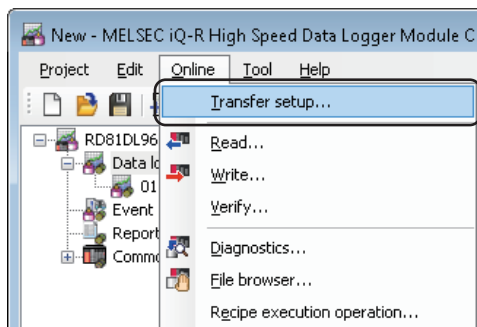 New - MELSEC iQ-R High Speed Data Logger Module C
Project Edit Online Tool Help
Transfer setup...
RD81DL96
Read...
Data lo
Write...
01
Event
Verify...
Report
Commo
Diagnostics...
File browser...
Recipe execution operation...